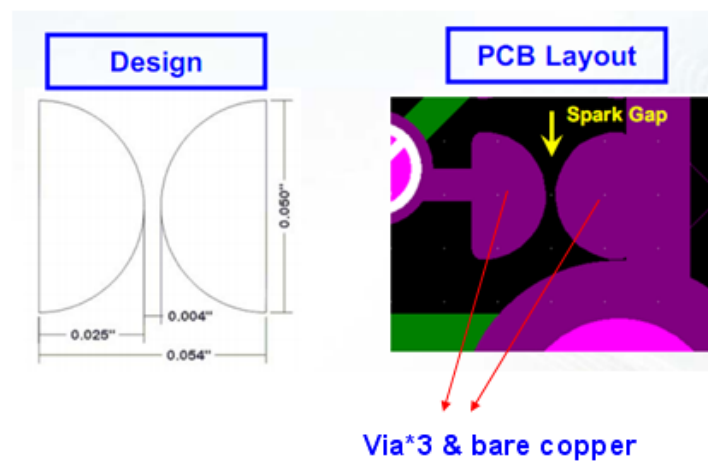 Design
PCB Layout
Spark Gap
0.050"
0.004"
0.025"
0.054"
Via*3 & bare copper